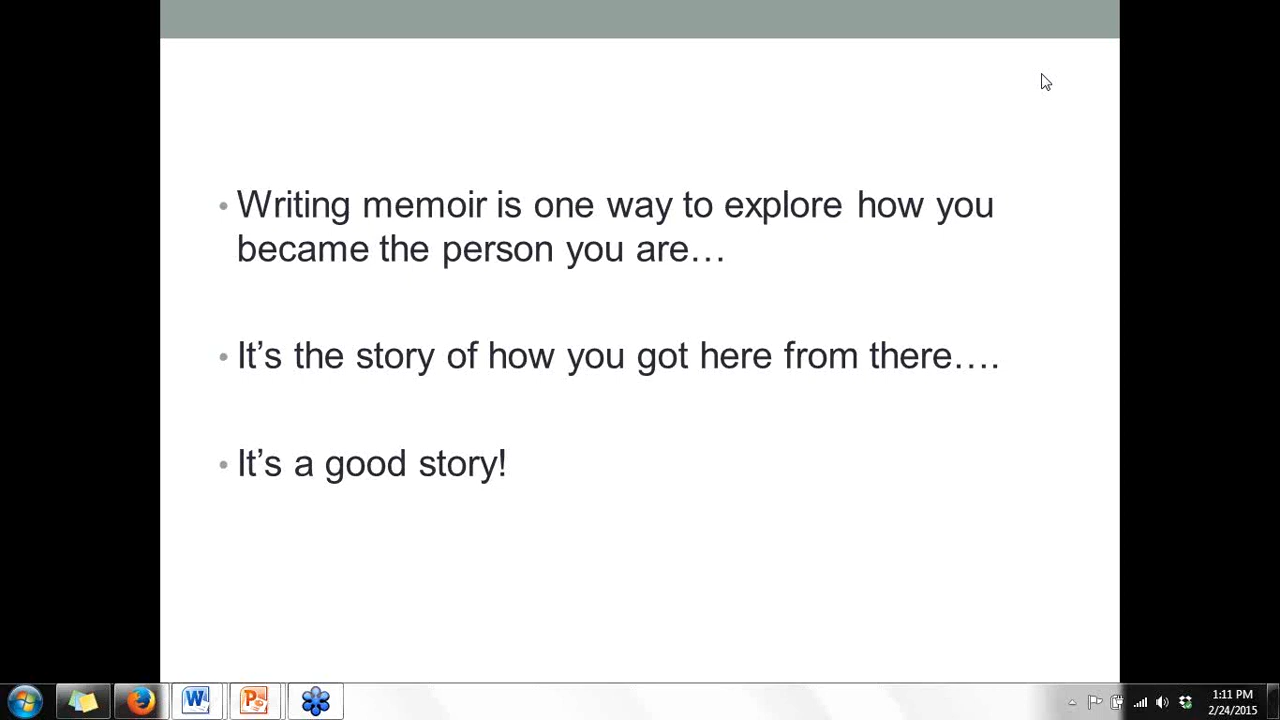 • Writing memoir is one way to explore how you
became the person you are…
• It’s the story of how you got here from there….
• It’s a good story!
1:11 PM
2/24/2015